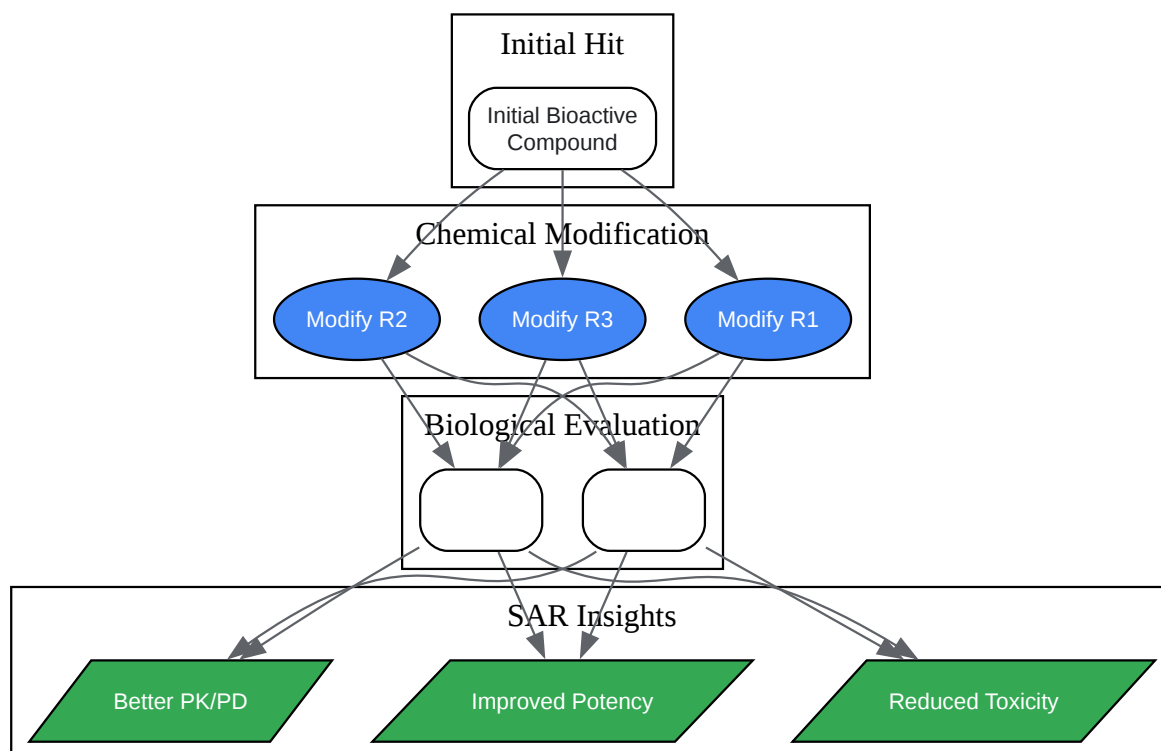 Initial Hit
Initial Bioactive
Compound
Chemical Modification
Modify R2
Modify R3
Modify R1
Biological Evaluation
SAR Insights
Better PK/PD
Improved Potency
Reduced Toxicity